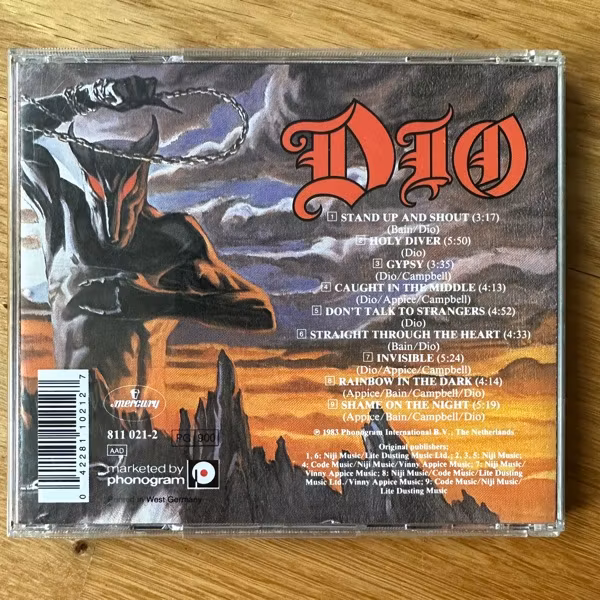 DIO
1 STAND UP AND SHOUT (3:17)
(Bain/Dio)
2 HOLY DIVER (5:50)
(Dio)
3 GYPSY (3:35)
(Dio/Campbell)
4 CAUGHT IN THE MIDDLE (4:13)
(Dio/Appice/Campbell)
5 DON'T TALK TO STRANGERS (4:52)
(Dio)
6 STRAIGHT THROUGH THE HEART (4:33)
(Bain/Dio)
7 INVISIBLE (5:24)
(Dio/Appice/Campbell)
8 RAINBOW IN THE DARK (4:14)
(Appice/Bain/Campbell/Dio)
9 SHAME ON THE NIGHT (5:19)
(Appice/Bain/Campbell/Dio)
℗ 1983 Phonogram International B.V., The Netherlands
Original publishers:
1, 6: Niji Music/Lite Dusting Music Ltd.; 2, 3, 5: Niji Music;
4: Code Music/Niji Music/Vinny Appice Music; 7: Niji Music/
Vinny Appice Music; 8: Niji Music/Code Music/Lite Dusting
Music Ltd./Vinny Appice Music; 9: Code Music/Niji Music/
Lite Dusting Music
mercury
811 021-2
PG 900
AAD
marketed by
phonogram
Printed in West Germany
0 42281 10212 7